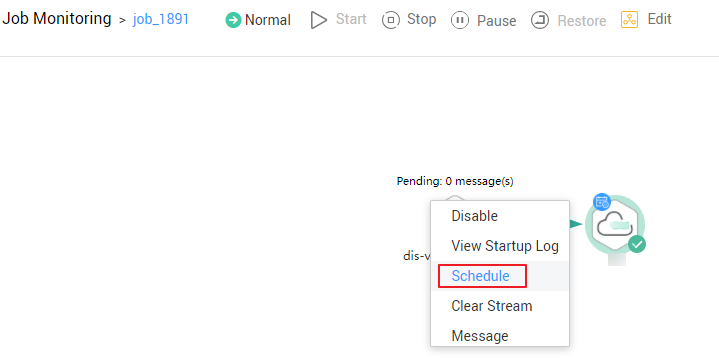 Job Monitoring > job_1891 Normal Start Stop Pause Restore Edit
Pending: 0 message(s)
Disable
View Startup Log
dis-v
Schedule
Clear Stream
Message